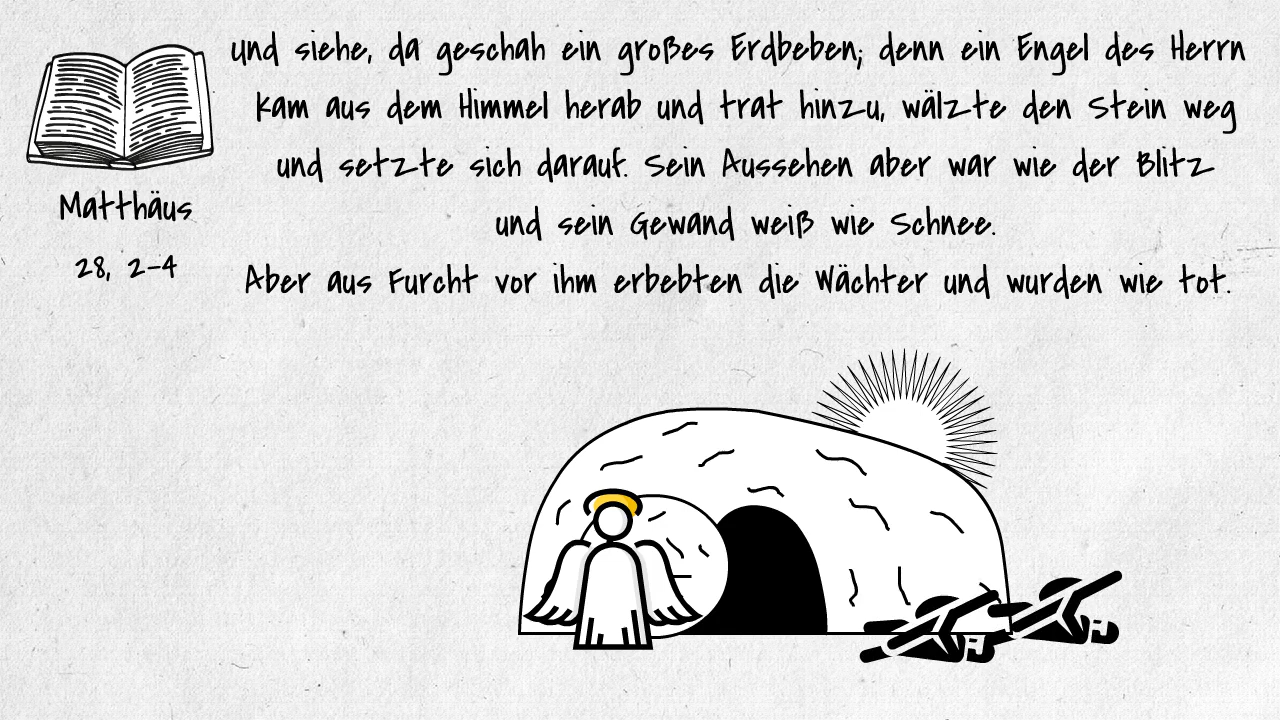 Und siehe, da geschah ein großes Erdbeben; denn ein Engel des Herrn
kam aus dem Himmel herab und trat hinzu, wälzte den Stein weg
und setzte sich darauf. Sein Aussehen aber war wie der Blitz
und sein Gewand weiß wie Schnee.
Aber aus Furcht vor ihm erbebten die Wächter und wurden wie tot.
Matthäus
28, 2-4